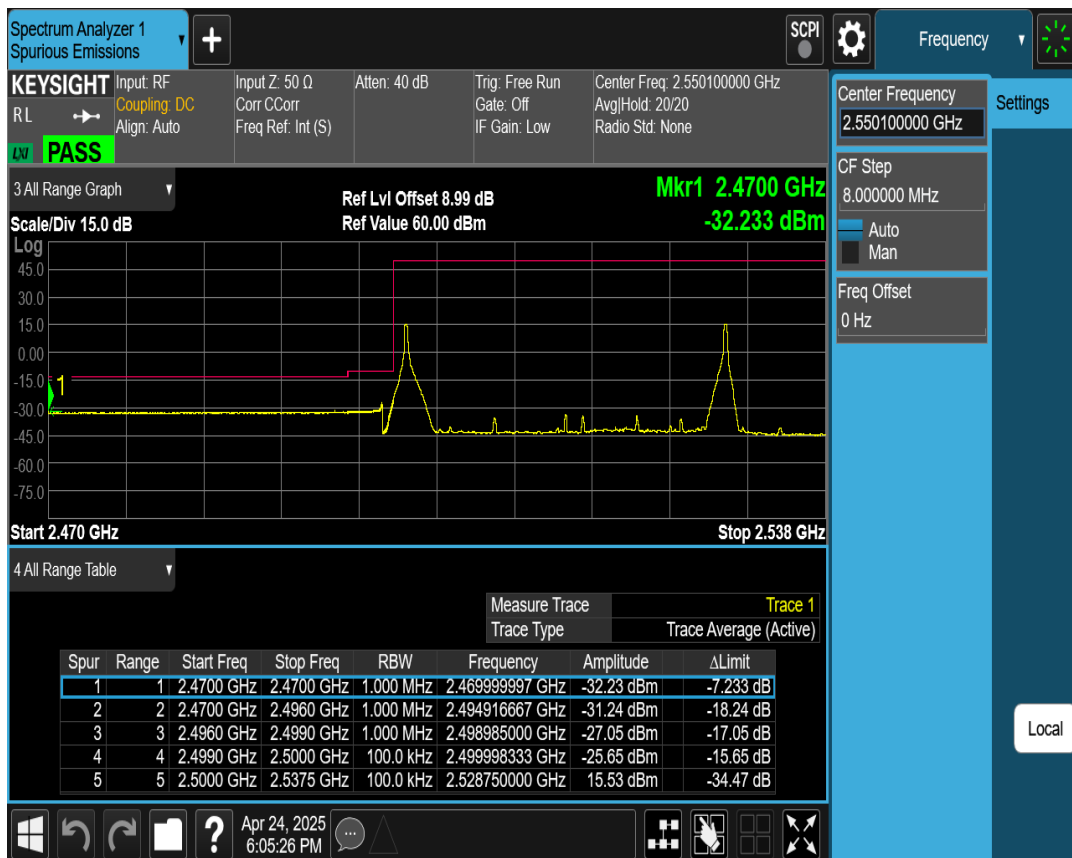 Spectrum Analyzer 1
Spurious Emissions
+
SCPI
Frequency
KEYSIGHT
RL
LXI
PASS
Input: RF
Coupling: DC
Align: Auto
Input Z: 50 Ω
Corr CCorr
Freq Ref: Int (S)
Atten: 40 dB
Trig: Free Run
Gate: Off
IF Gain: Low
Center Freq: 2.550100000 GHz
Avg|Hold: 20/20
Radio Std: None
Center Frequency
2.550100000 GHz
Settings
CF Step
8.000000 MHz
Auto
Man
Freq Offset
0 Hz
Local
3 All Range Graph
Scale/Div 15.0 dB
Ref Lvl Offset 8.99 dB
Ref Value 60.00 dBm
Mkr1 2.4700 GHz
-32.233 dBm
Log
45.0
30.0
15.0
0.00
-15.0
-30.0
-45.0
-60.0
-75.0
1
Start 2.470 GHz
Stop 2.538 GHz
4 All Range Table
Measure Trace Trace 1
Trace Type Trace Average (Active)
Spur Range Start Freq Stop Freq RBW Frequency Amplitude ΔLimit
1 1 2.4700 GHz 2.4700 GHz 1.000 MHz 2.469999997 GHz -32.23 dBm -7.233 dB
2 2 2.4700 GHz 2.4960 GHz 1.000 MHz 2.494916667 GHz -31.24 dBm -18.24 dB
3 3 2.4960 GHz 2.4990 GHz 1.000 MHz 2.498985000 GHz -27.05 dBm -17.05 dB
4 4 2.4990 GHz 2.5000 GHz 100.0 kHz 2.499998333 GHz -25.65 dBm -15.65 dB
5 5 2.5000 GHz 2.5375 GHz 100.0 kHz 2.528750000 GHz 15.53 dBm -34.47 dB
?
Apr 24, 2025
6:05:26 PM